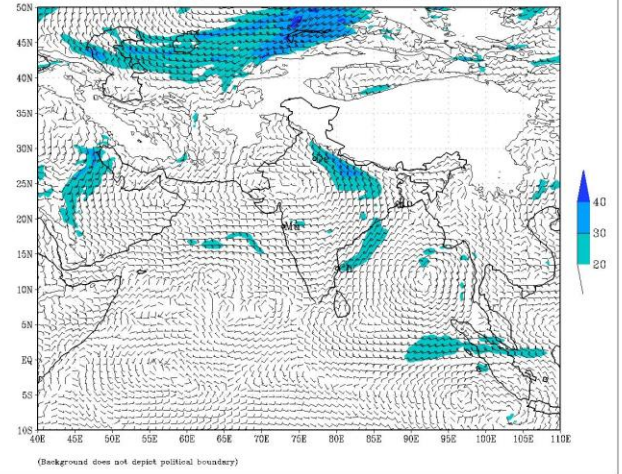 50N
45N
40N
35N
30N
25N
20N
15N
10N
5N
EQ
5S
10S
40E 45E 50E 55E 60E 65E 70E 75E 80E 85E 90E 95E 100E 105E 110E
40
30
20
(Background does not depict political boundary)